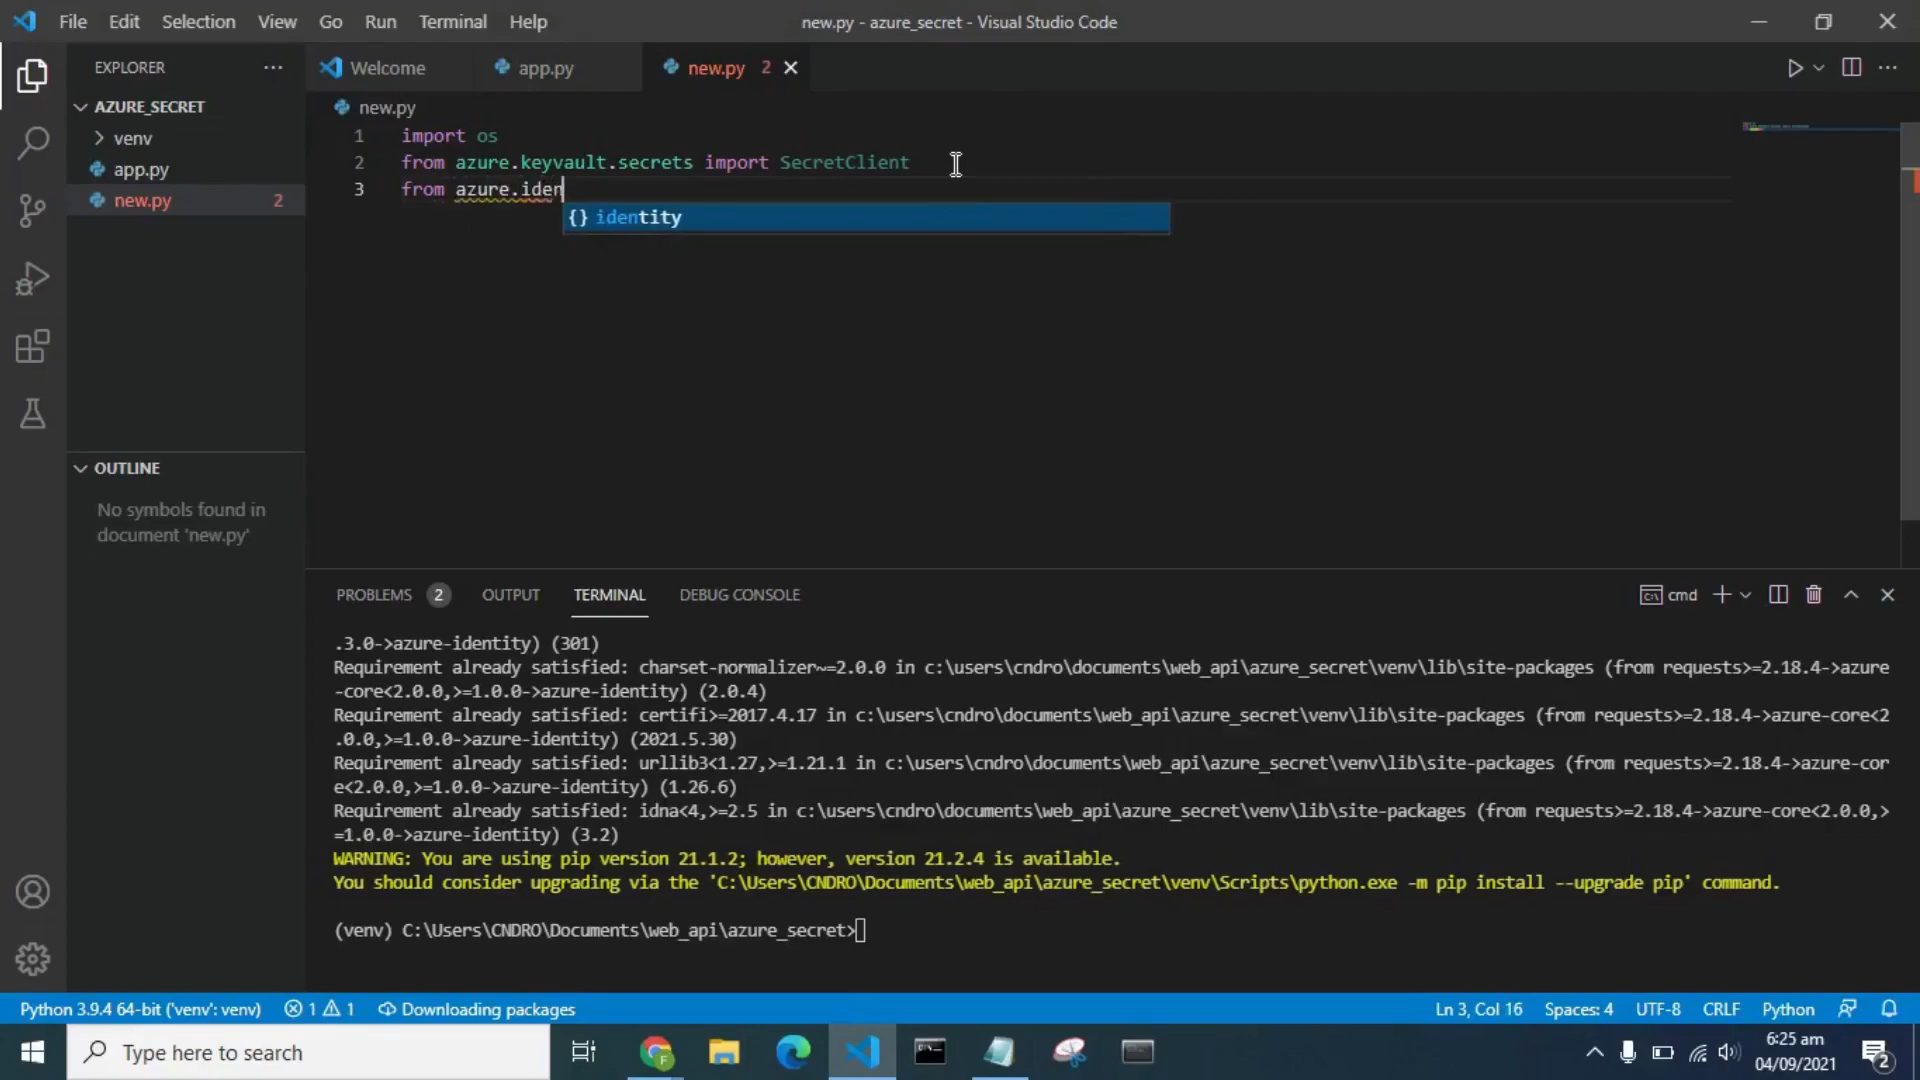 File Edit Selection View Go Run Terminal Help new.py - azure_secret - Visual Studio Code
EXPLORER ··· Welcome app.py new.py 2
AZURE_SECRET
venv
app.py
new.py 2
new.py
1 import os
2 from azure.keyvault.secrets import SecretClient
3 from azure.iden
{} identity
OUTLINE
No symbols found in
document 'new.py'
PROBLEMS 2 OUTPUT TERMINAL DEBUG CONSOLE cmd
.3.0->azure-identity) (301)
Requirement already satisfied: charset-normalizer~=2.0.0 in c:\users\cndro\documents\web_api\azure_secret\venv\lib\site-packages (from requests>=2.18.4->azure
-core<2.0.0,>=1.0.0->azure-identity) (2.0.4)
Requirement already satisfied: certifi>=2017.4.17 in c:\users\cndro\documents\web_api\azure_secret\venv\lib\site-packages (from requests>=2.18.4->azure-core<2
.0.0,>=1.0.0->azure-identity) (2021.5.30)
Requirement already satisfied: urllib3<1.27,>=1.21.1 in c:\users\cndro\documents\web_api\azure_secret\venv\lib\site-packages (from requests>=2.18.4->azure-cor
e<2.0.0,>=1.0.0->azure-identity) (1.26.6)
Requirement already satisfied: idna<4,>=2.5 in c:\users\cndro\documents\web_api\azure_secret\venv\lib\site-packages (from requests>=2.18.4->azure-core<2.0.0,>
=1.0.0->azure-identity) (3.2)
WARNING: You are using pip version 21.1.2; however, version 21.2.4 is available.
You should consider upgrading via the 'C:\Users\CNDRO\Documents\web_api\azure_secret\venv\Scripts\python.exe -m pip install --upgrade pip' command.
(venv) C:\Users\CNDRO\Documents\web_api\azure_secret>
Python 3.9.4 64-bit ('venv': venv) 1 1 Downloading packages Ln 3, Col 16 Spaces: 4 UTF-8 CRLF Python
Type here to search
6:25 am
04/09/2021
2